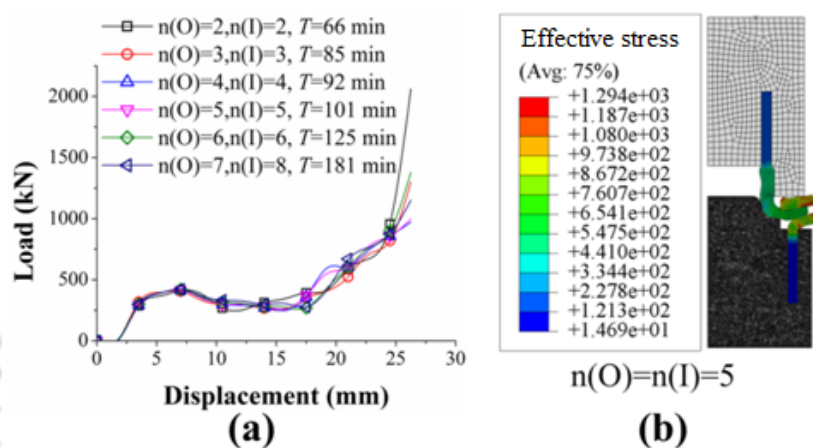 n(O)=2,n(I)=2, T=66 min
n(O)=3,n(I)=3, T=85 min
n(O)=4,n(I)=4, T=92 min
n(O)=5,n(I)=5, T=101 min
n(O)=6,n(I)=6, T=125 min
n(O)=7,n(I)=8, T=181 min
Load (kN)
2000
1500
1000
500
0
0 5 10 15 20 25 30
Displacement (mm)
(a)
Effective stress
(Avg: 75%)
+1.294e+03
+1.187e+03
+1.080e+03
+9.738e+02
+8.672e+02
+7.607e+02
+6.541e+02
+5.475e+02
+4.410e+02
+3.344e+02
+2.278e+02
+1.213e+02
+1.469e+01
n(O)=n(I)=5
(b)